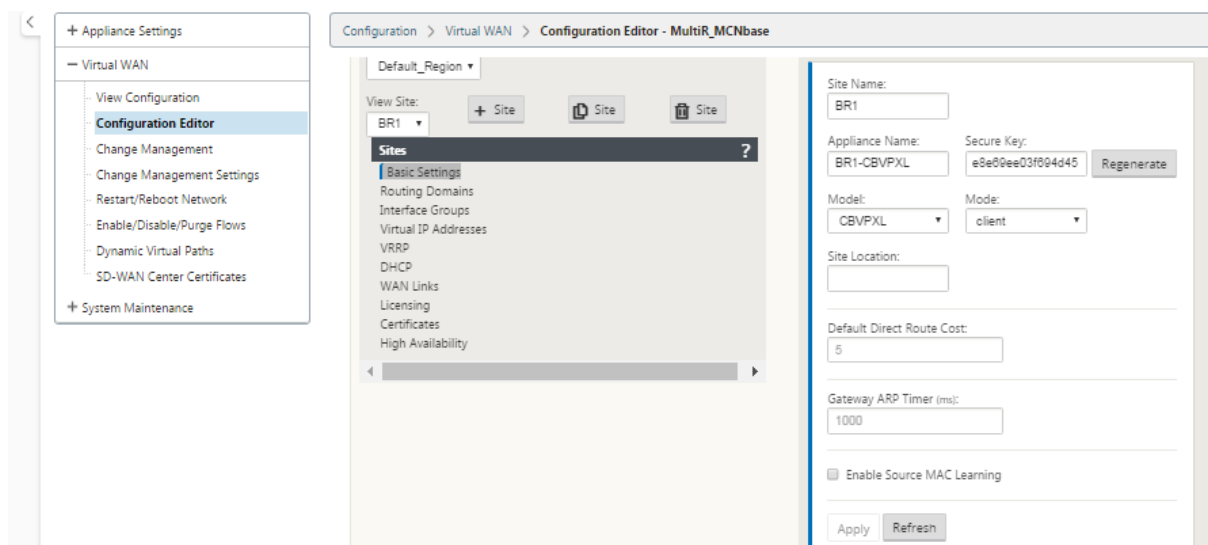 + Appliance Settings
− Virtual WAN
View Configuration
Configuration Editor
Change Management
Change Management Settings
Restart/Reboot Network
Enable/Disable/Purge Flows
Dynamic Virtual Paths
SD-WAN Center Certificates
+ System Maintenance
Configuration > Virtual WAN > Configuration Editor - MultiR_MCNbase
Default_Region
View Site:
BR1
+ Site
Site
Site
Sites ?
Basic Settings
Routing Domains
Interface Groups
Virtual IP Addresses
VRRP
DHCP
WAN Links
Licensing
Certificates
High Availability
Site Name:
BR1
Appliance Name: Secure Key:
BR1-CBVPXL e8e69ee03f694d45 Regenerate
Model: Mode:
CBVPXL client
Site Location:
Default Direct Route Cost:
5
Gateway ARP Timer (ms):
1000
Enable Source MAC Learning
Apply Refresh